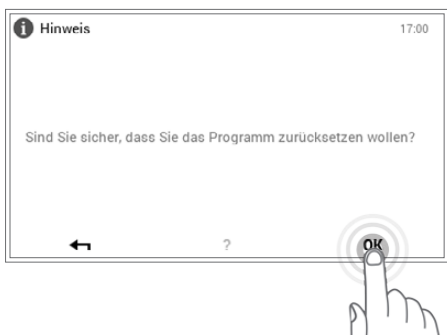 Hinweis 17:00
Sind Sie sicher, dass Sie das Programm zurücksetzen wollen?
? OK